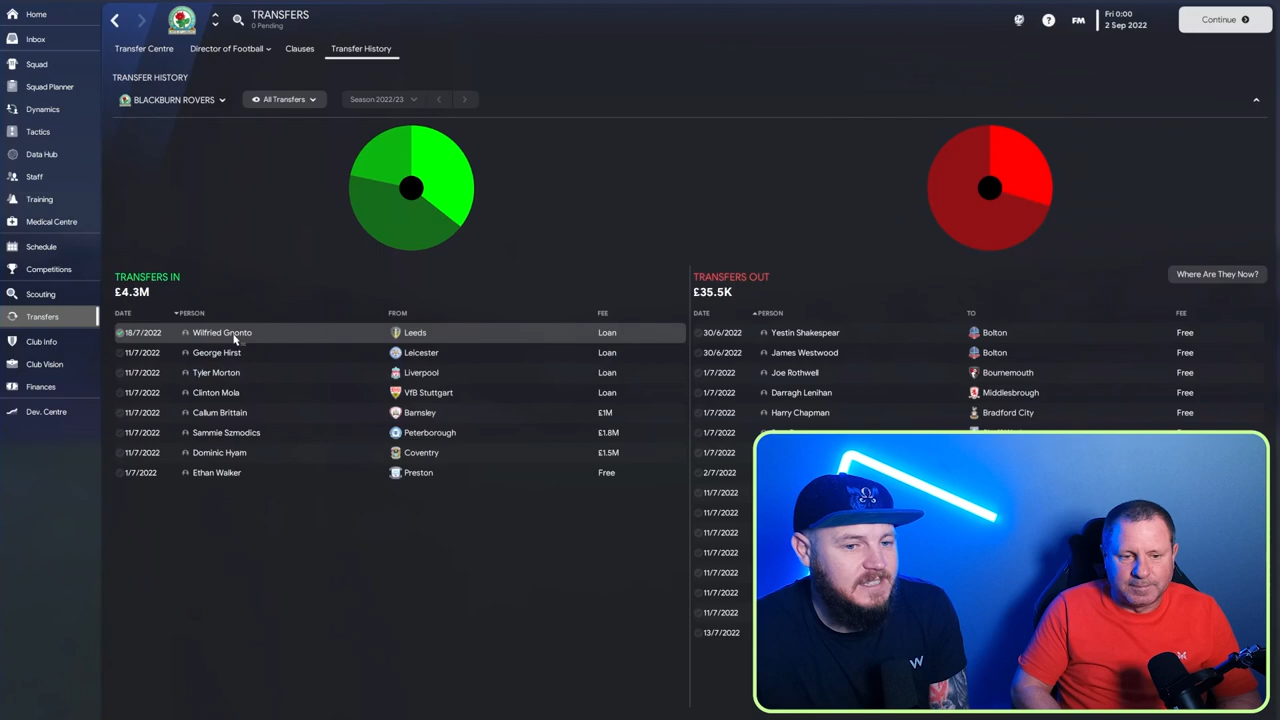 Home
Inbox
Squad
Squad Planner
Dynamics
Tactics
Data Hub
Staff
Training
Medical Centre
Schedule
Competitions
Scouting
Transfers
Club Info
Club Vision
Finances
Dev. Centre
TRANSFERS
0 Pending
FM
Fri 0:00
2 Sep 2022
Continue
Transfer Centre Director of Football Clauses Transfer History
TRANSFER HISTORY
BLACKBURN ROVERS All Transfers Season 2022/23
TRANSFERS IN
£4.3M
DATE PERSON FROM FEE
18/7/2022 Wilfried Gnonto Leeds Loan
11/7/2022 George Hirst Leicester Loan
11/7/2022 Tyler Morton Liverpool Loan
11/7/2022 Clinton Mola VfB Stuttgart Loan
11/7/2022 Callum Brittain Barnsley £1M
11/7/2022 Sammie Szmodics Peterborough £1.8M
11/7/2022 Dominic Hyam Coventry £1.5M
1/7/2022 Ethan Walker Preston Free
TRANSFERS OUT
£35.5K
Where Are They Now?
DATE PERSON TO FEE
30/6/2022 Yestin Shakespear Bolton Free
30/6/2022 James Westwood Bolton Free
1/7/2022 Joe Rothwell Bournemouth Free
1/7/2022 Darragh Lenihan Middlesbrough Free
1/7/2022 Harry Chapman Bradford City Free
1/7/2022
1/7/2022
2/7/2022
11/7/2022
11/7/2022
11/7/2022
11/7/2022
11/7/2022
11/7/2022
11/7/2022
13/7/2022